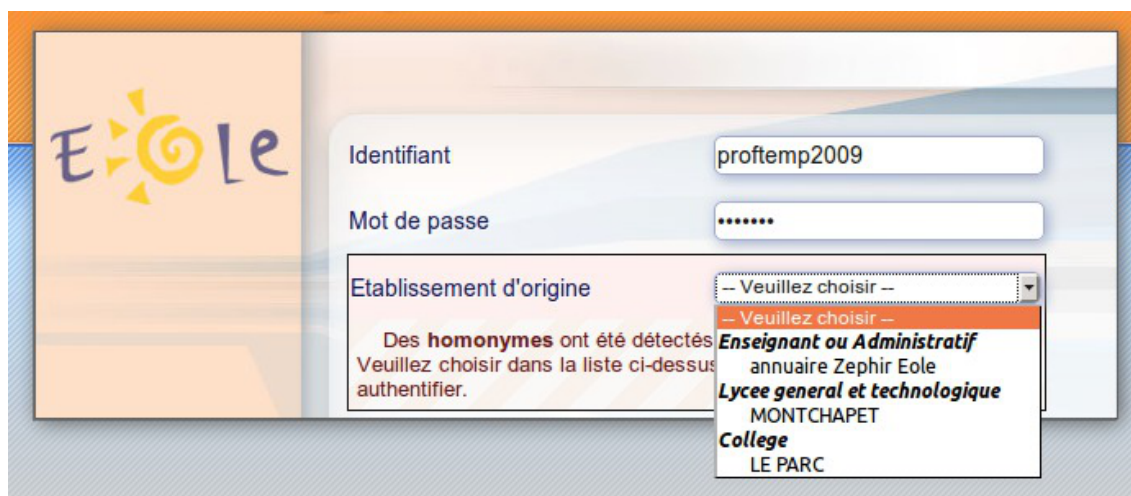 EOle
Identifiant
proftemp2009
Mot de passe
•••••••
Etablissement d'origine
-- Veuillez choisir --
-- Veuillez choisir --
Enseignant ou Administratif
annuaire Zephir Eole
Lycee general et technologique
MONTCHAPET
College
LE PARC
Des homonymes ont été détectés
Veuillez choisir dans la liste ci-dessus
authentifier.